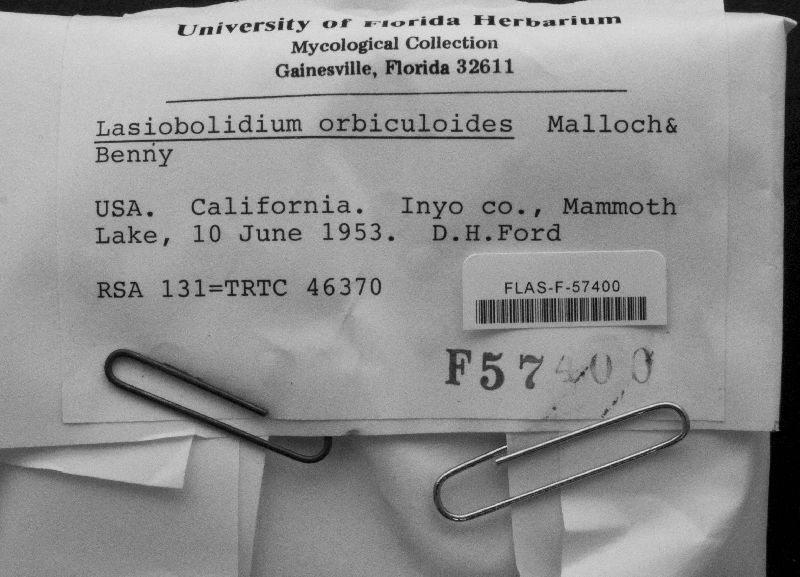 University of Florida Herbarium
Mycological Collection
Gainesville, Florida 32611
Lasiobolidium orbiculoides Malloch&
Benny
USA. California. Inyo co., Mammoth
Lake, 10 June 1953. D.H.Ford
RSA 131=TRTC 46370
FLAS-F-57400
F57400